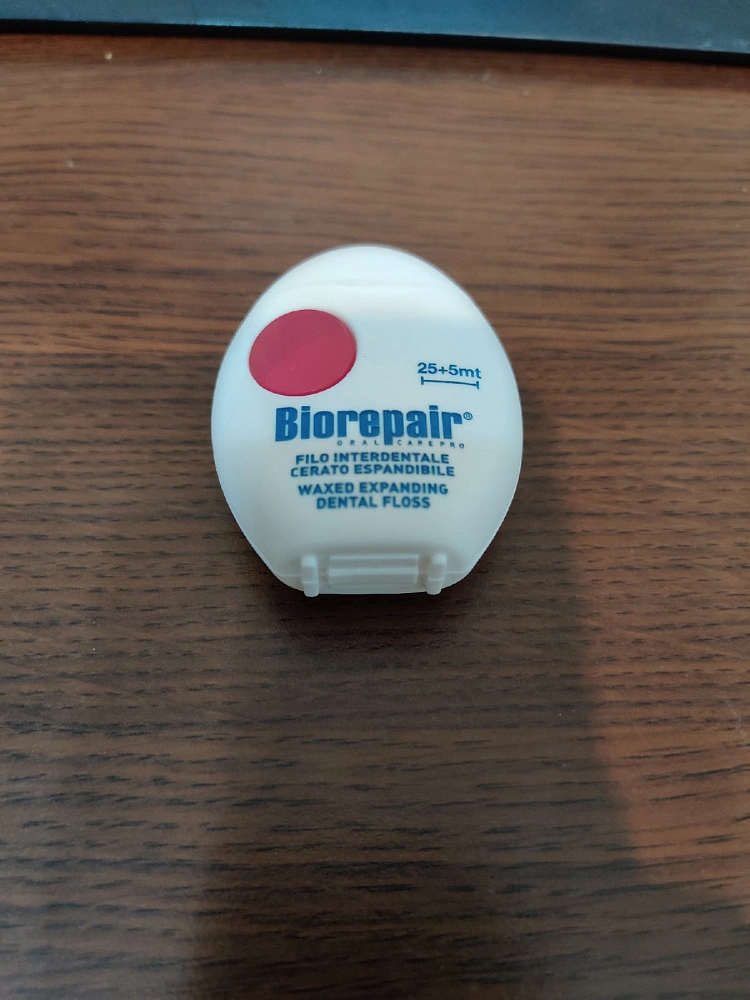 25+5mt
Biorepair®
ORAL CARE PRO
FILO INTERDENTALE
CERATO ESPANDIBILE
WAXED EXPANDING
DENTAL FLOSS